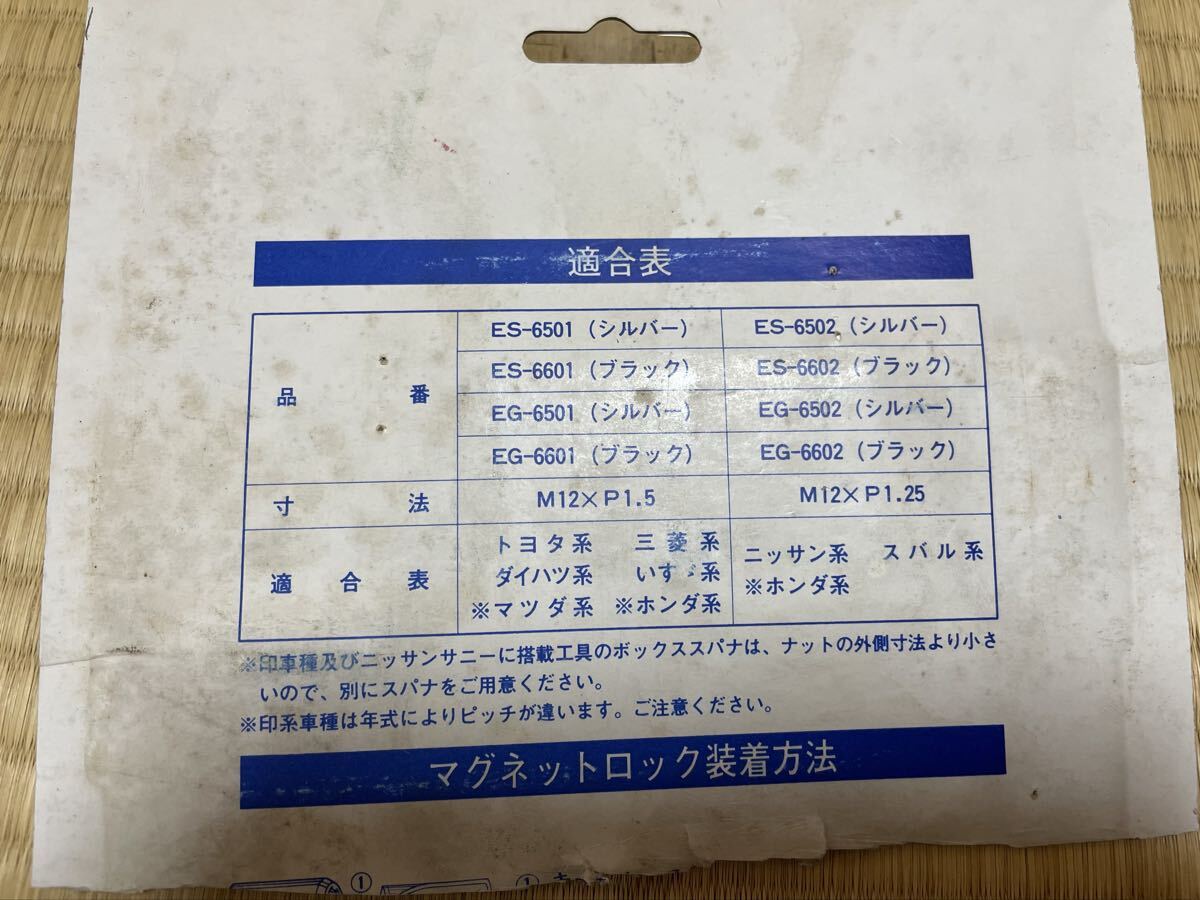 適合表
品番
ES-6501（シルバー）
ES-6502（シルバー）
ES-6601（ブラック）
ES-6602（ブラック）
EG-6501（シルバー）
EG-6502（シルバー）
EG-6601（ブラック）
EG-6602（ブラック）
寸法
M12×P1.5
M12×P1.25
適合表
トヨタ系 三菱系
ダイハツ系 いすゞ系
※マツダ系 ※ホンダ系
ニッサン系 スバル系
※ホンダ系
※印車種及びニッサンサニーに搭載工具のボックススパナは、ナットの外側寸法より小さ
いので、別にスパナをご用意ください。
※印系車種は年式によりピッチが違います。ご注意ください。
マグネットロック装着方法
① ①